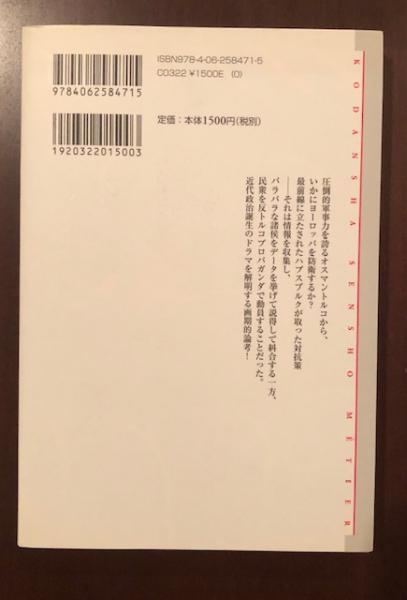 ISBN978-4-06-258471-5
C0322 ¥1500E (0)
9784062584715
定価:本体1500円(税別)
1920322015003
圧倒的軍事力を誇るオスマントルコから、
いかにヨーロッパを防衛するか?
最前線に立たされたハプスブルクが取った対抗策
――それは情報を収集し、
バラバラな諸侯をデータを挙げて説得して糾合する一方、
民衆を反トルコプロパガンダで動員することだった。
近代政治誕生のドラマを解明する画期的論考!
KODANSHA SENSHO MÉTIER